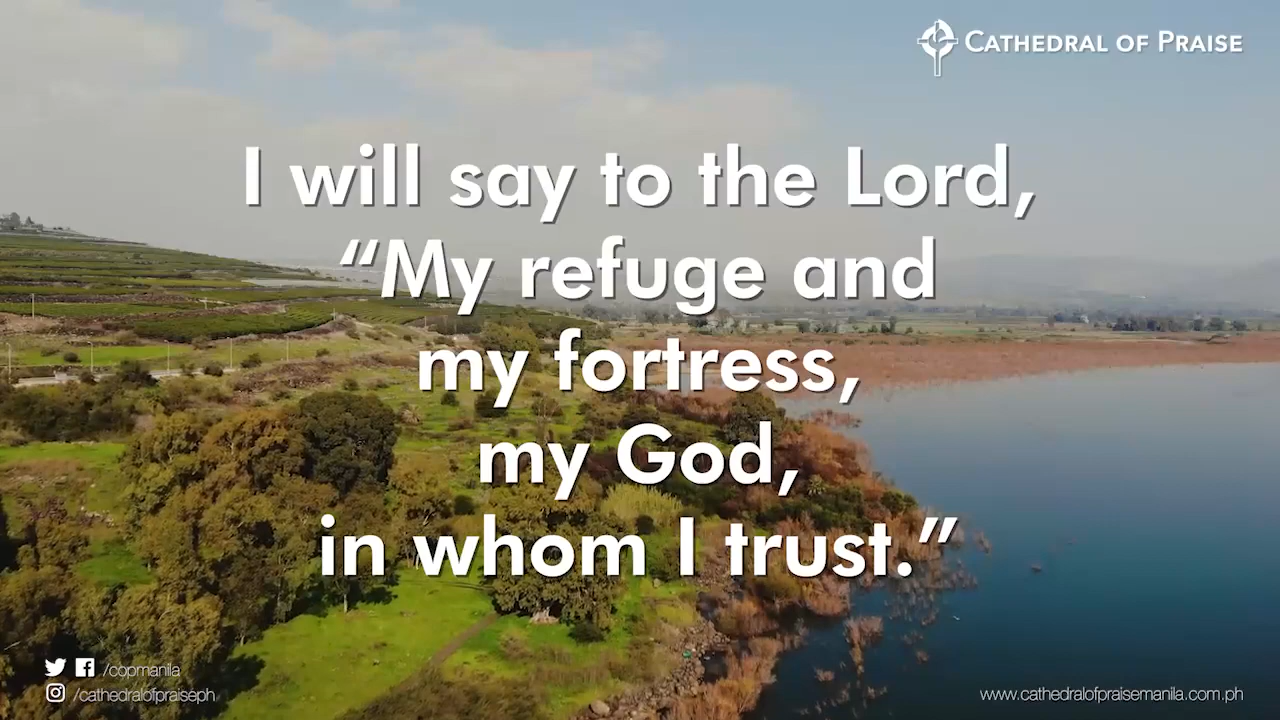 CATHEDRAL OF PRAISE
I will say to the Lord,
“My refuge and
my fortress,
my God,
in whom I trust.”
/copmanila
/cathedralofpraiseph
www.cathedralofpraisemanila.com.ph